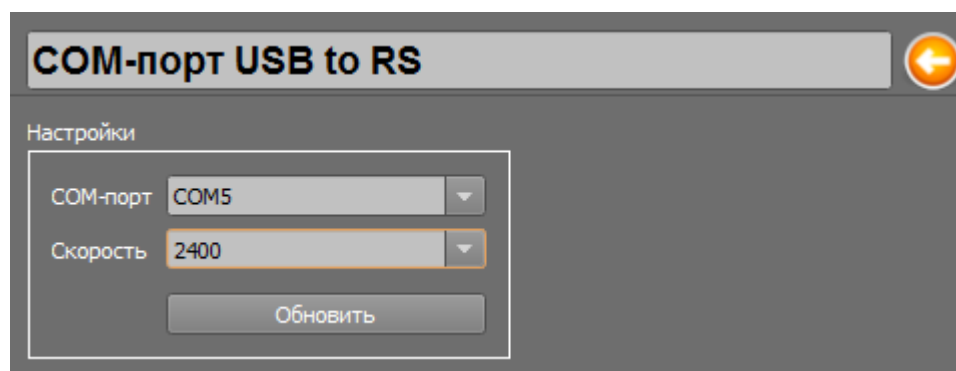 COM-порт USB to RS
Настройки
COM-порт COM5
Скорость 2400
Обновить